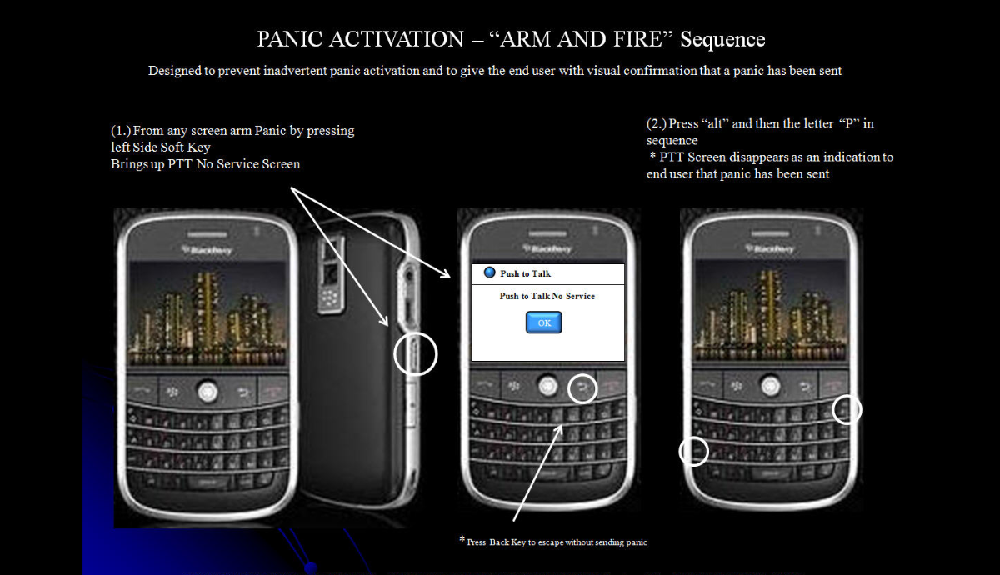 PANIC ACTIVATION – “ARM AND FIRE” Sequence
Designed to prevent inadvertent panic activation and to give the end user with visual confirmation that a panic has been sent
(1.) From any screen arm Panic by pressing
left Side Soft Key
Brings up PTT No Service Screen
(2.) Press “alt” and then the letter “P” in
sequence
* PTT Screen disappears as an indication to
end user that panic has been sent
BlackBerry
BlackBerry
BlackBerry
Push to Talk
Push to Talk No Service
OK
* Press Back Key to escape without sending panic